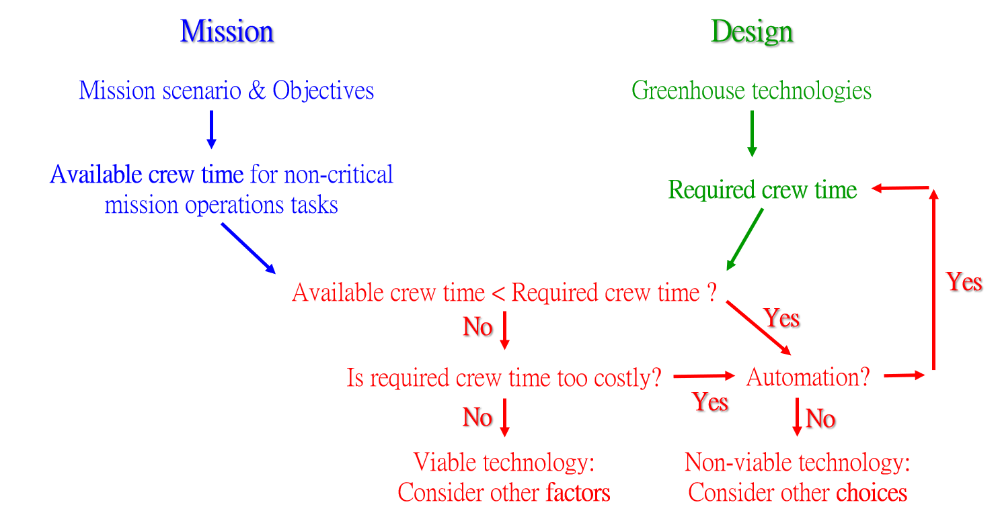 Mission
Design
Mission scenario & Objectives
Greenhouse technologies
Available crew time for non-critical
mission operations tasks
Required crew time
Available crew time < Required crew time ?
Yes
No
Yes
Is required crew time too costly?
Automation?
Yes
No
No
Viable technology:
Consider other factors
Non-viable technology:
Consider other choices